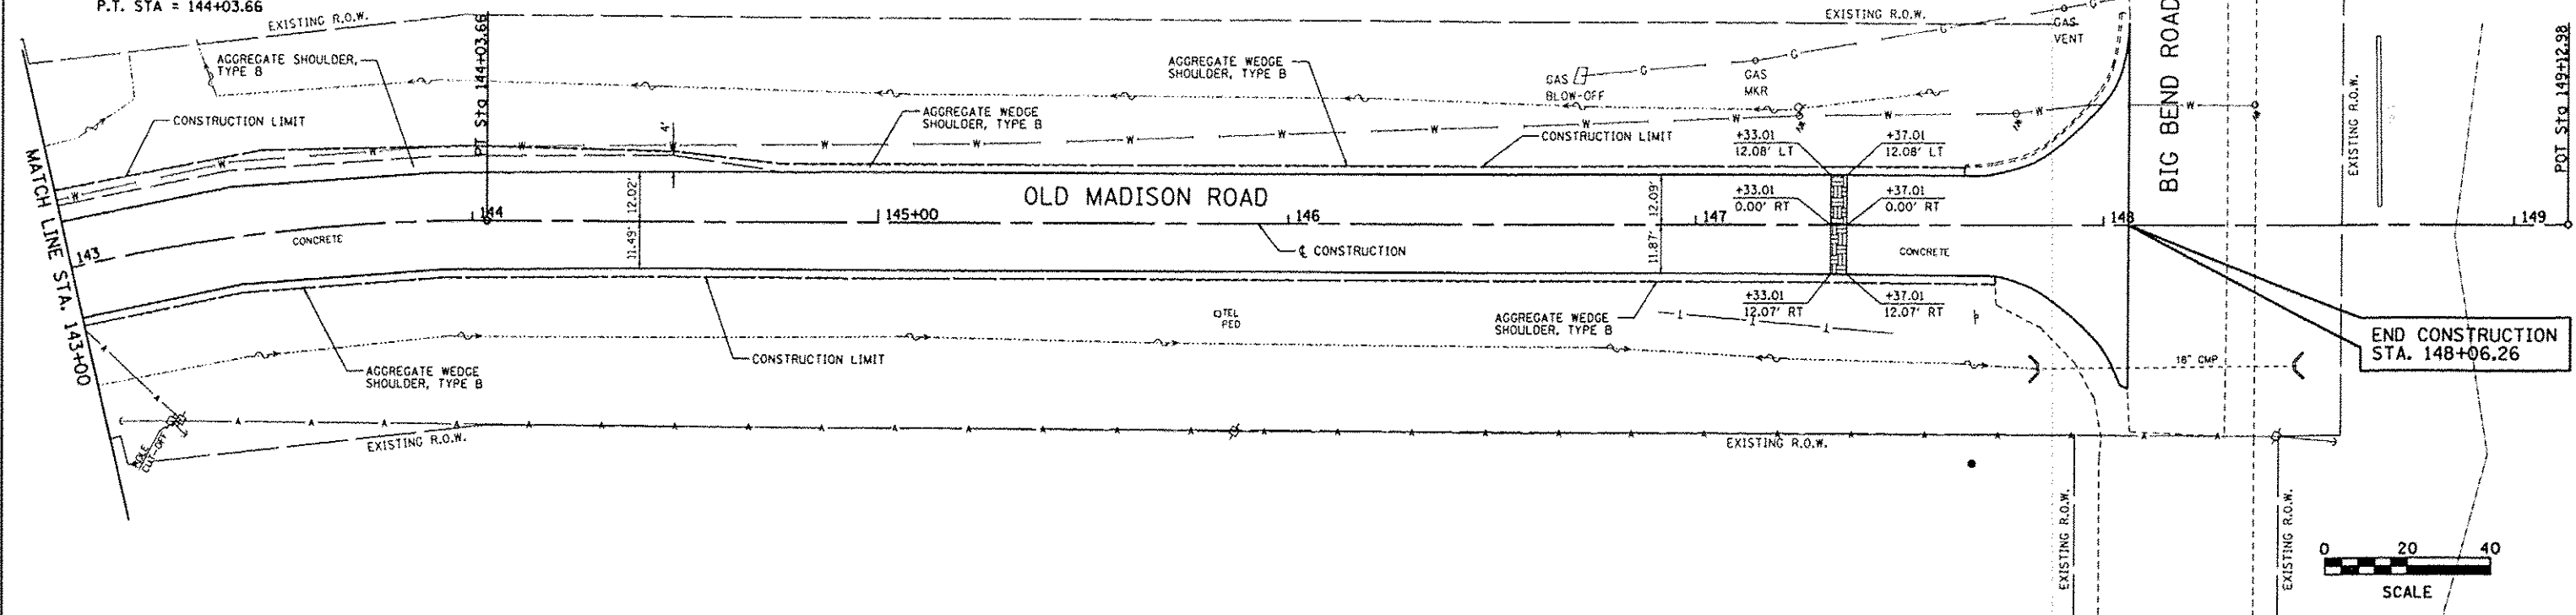 P.T. STA = 144+03.66
EXISTING R.O.W.
PT Sta 144+03.66
EXISTING R.O.W.
GAS
VENT
G
G
BIG BEND ROAD
EXISTING R.O.W.
POT Sta 149+12.98
AGGREGATE SHOULDER,
TYPE B
AGGREGATE WEDGE
SHOULDER, TYPE B
GAS
BLOW-OFF
G
G
GAS
MKR
CONSTRUCTION LIMIT
4'
AGGREGATE WEDGE
SHOULDER, TYPE B
CONSTRUCTION LIMIT
+33.01
12.08' LT
+37.01
12.08' LT
W W W W W W W W W W W W W W
MATCH LINE STA. 143+00
OLD MADISON ROAD
+33.01
0.00' RT
+37.01
0.00' RT
143
144
145+00
146
147
148
149
11.49' 12.02'
11.87' 12.09'
CONCRETE
℄ CONSTRUCTION
CONCRETE
+33.01
12.07' RT
+37.01
12.07' RT
TEL
PED
AGGREGATE WEDGE
SHOULDER, TYPE B
END CONSTRUCTION
STA. 148+06.26
CONSTRUCTION LIMIT
18" CMP
AGGREGATE WEDGE
SHOULDER, TYPE B
POLE
CUT-OFF
EXISTING R.O.W.
EXISTING R.O.W.
EXISTING R.O.W.
EXISTING R.O.W.
0 20 40
SCALE